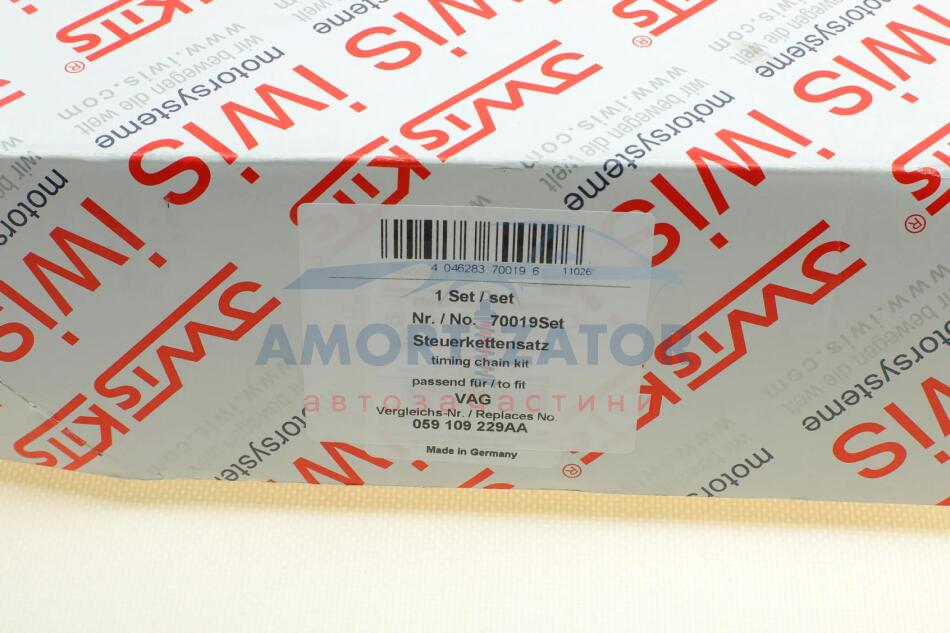 iwis
motorsysteme
wir bewegen die welt
www.iwis.com
JWisKiTS ®
4 046283 70019 6 11026
1 Set / set
Nr. / No. 70019Set
Steuerkettensatz
timing chain kit
passend für / to fit
VAG
Vergleichs-Nr. / Replaces No.
059 109 229AA
Made in Germany
AMORTIZATOR
автозапчастини